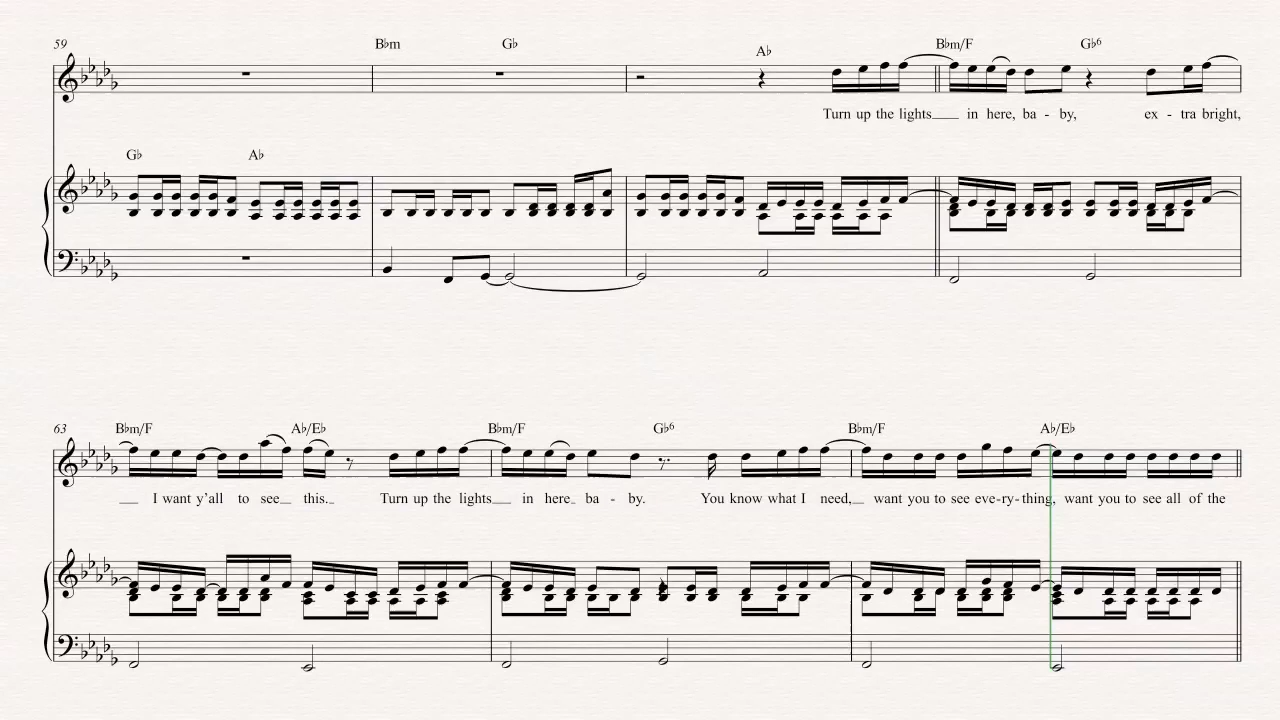 59 B♭m G♭ A♭ B♭m/F G♭6
Turn up the lights in here, ba - by, ex - tra bright,
G♭ A♭
63 B♭m/F A♭/E♭ B♭m/F G♭6 B♭m/F A♭/E♭
I want y'all to see this. Turn up the lights in here ba - by. You know what I need, want you to see eve-ry-thing, want you to see all of the